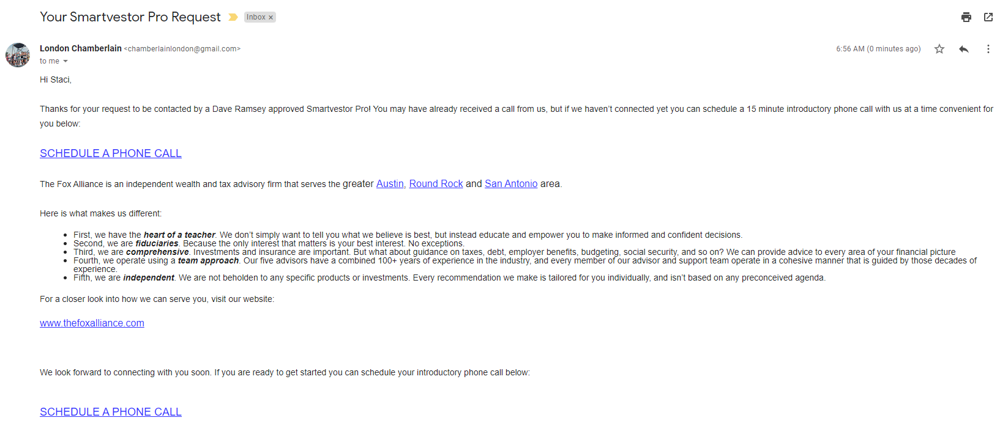 Your Smartvestor Pro Request Inbox ×
London Chamberlain <chamberlainlondon@gmail.com> 6:56 AM (0 minutes ago)
to me
Hi Staci,
Thanks for your request to be contacted by a Dave Ramsey approved Smartvestor Pro! You may have already received a call from us, but if we haven’t connected yet you can schedule a 15 minute introductory phone call with us at a time convenient for
you below:
SCHEDULE A PHONE CALL
The Fox Alliance is an independent wealth and tax advisory firm that serves the greater Austin, Round Rock and San Antonio area.
Here is what makes us different:
• First, we have the heart of a teacher. We don’t simply want to tell you what we believe is best, but instead educate and empower you to make informed and confident decisions.
• Second, we are fiduciaries. Because the only interest that matters is your best interest. No exceptions.
• Third, we are comprehensive. Investments and insurance are important. But what about guidance on taxes, debt, employer benefits, budgeting, social security, and so on? We can provide advice to every area of your financial picture
• Fourth, we operate using a team approach. Our five advisors have a combined 100+ years of experience in the industry, and every member of our advisor and support team operate in a cohesive manner that is guided by those decades of
experience.
• Fifth, we are independent. We are not beholden to any specific products or investments. Every recommendation we make is tailored for you individually, and isn’t based on any preconceived agenda.
For a closer look into how we can serve you, visit our website:
www.thefoxalliance.com
We look forward to connecting with you soon. If you are ready to get started you can schedule your introductory phone call below:
SCHEDULE A PHONE CALL